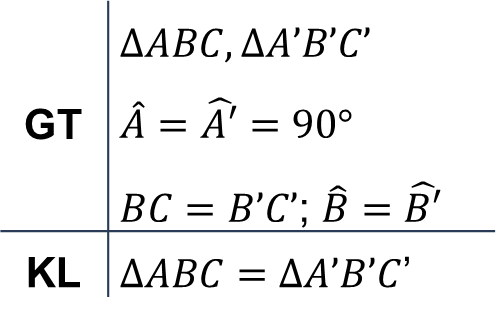 ΔABC, ΔA’B’C’
GT
Â = Â′ = 90°
BC = B’C’; B̂ = B̂′
KL ΔABC = ΔA’B’C’